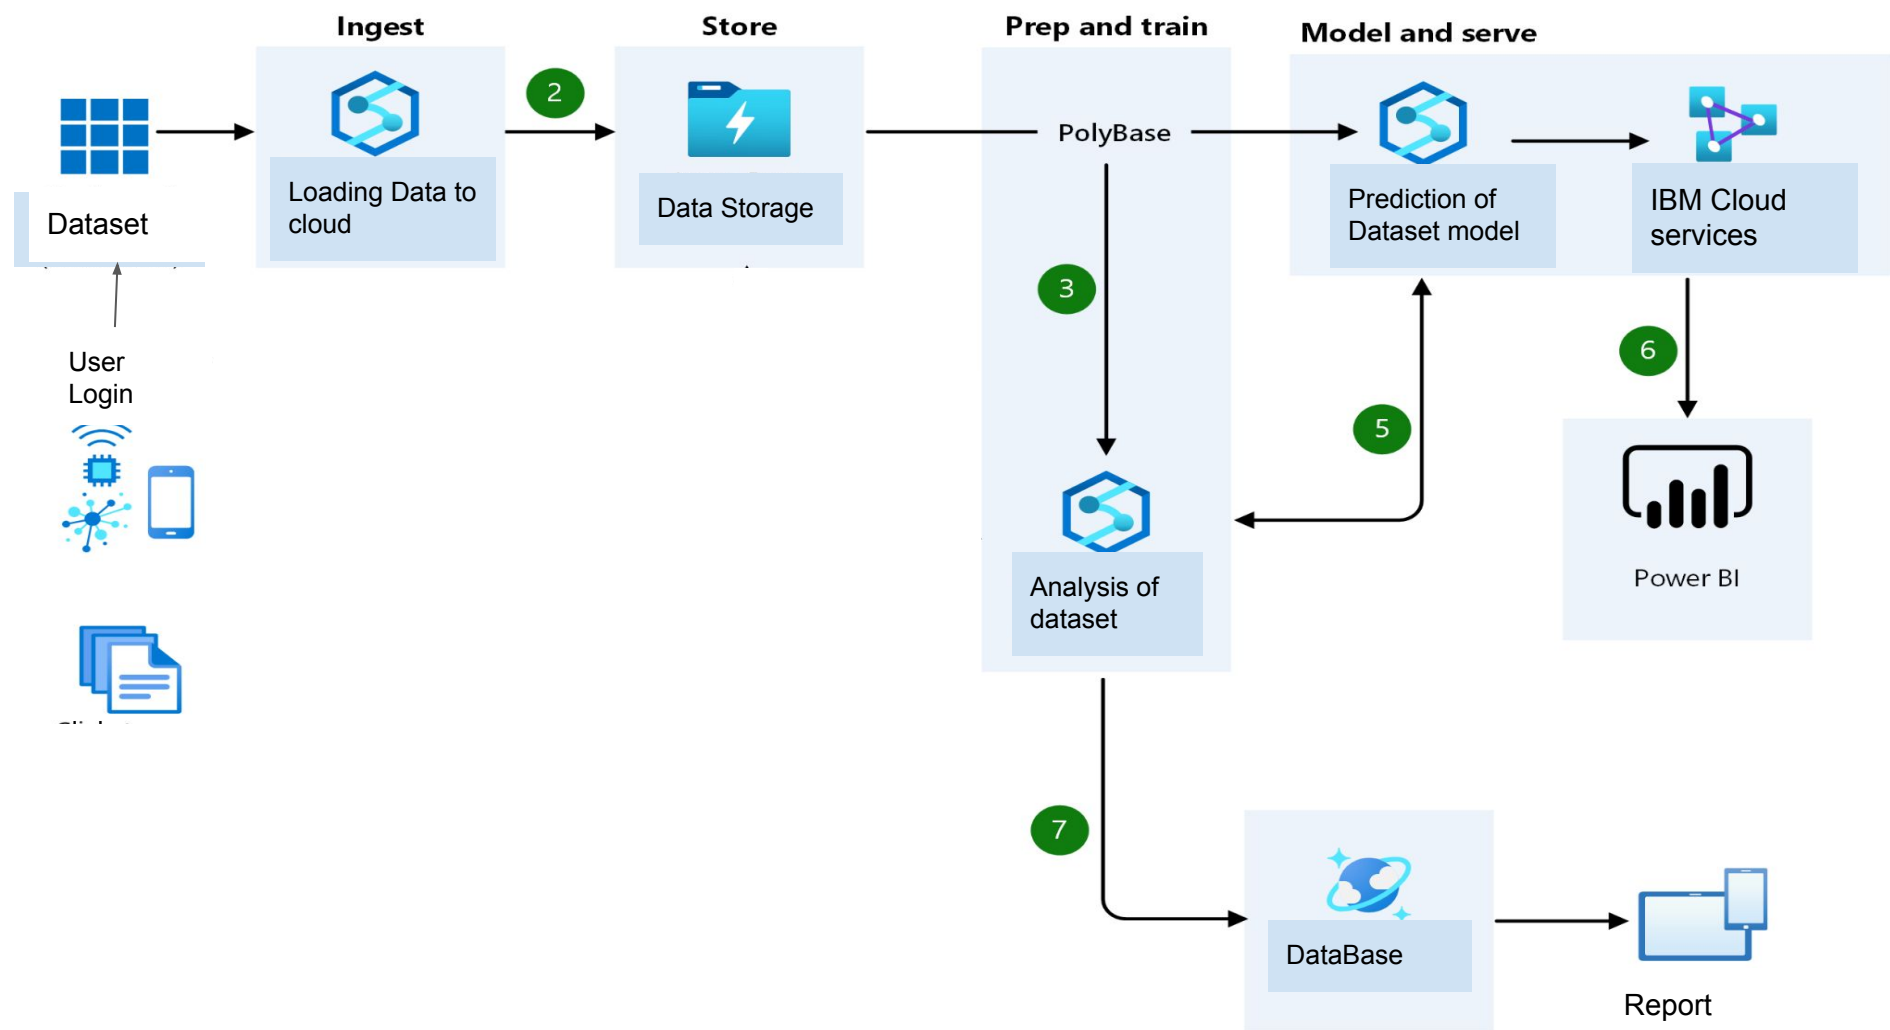 Ingest
Store
Prep and train
Model and serve
2
PolyBase
Dataset
Loading Data to
cloud
Data Storage
Prediction of
Dataset model
IBM Cloud
services
3
6
User
Login
5
Analysis of
dataset
Power BI
7
DataBase
Report